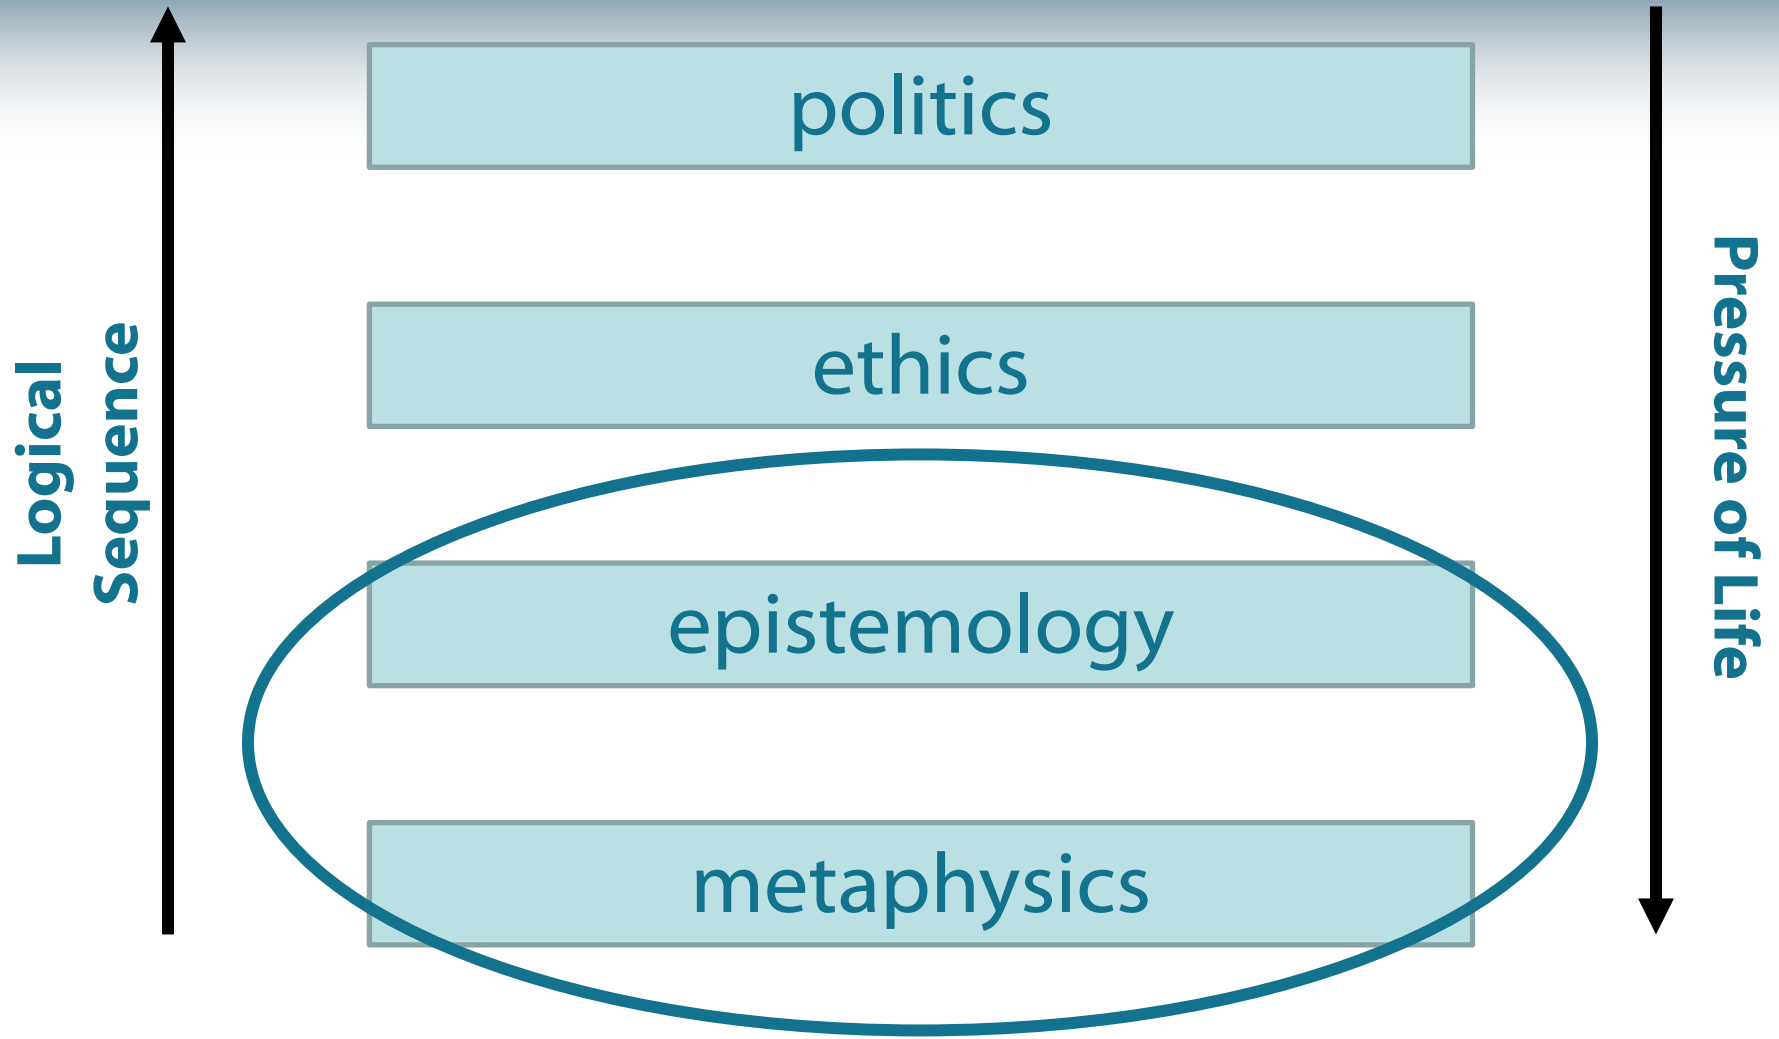 politics
ethics
epistemology
metaphysics
Logical
Sequence
Pressure of Life